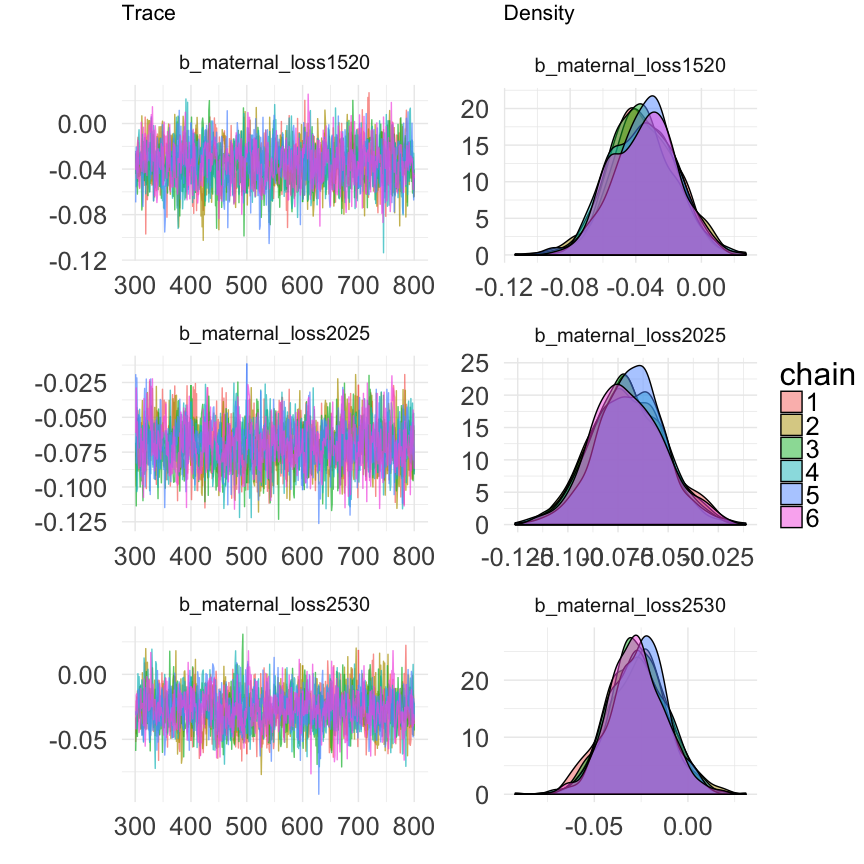 Trace
Density
b_maternal_loss1520
b_maternal_loss1520
0.00
-0.04
-0.08
-0.12
300 400 500 600 700 800
20
15
10
5
0
-0.12 -0.08 -0.04 0.00
b_maternal_loss2025
b_maternal_loss2025
-0.025
-0.050
-0.075
-0.100
-0.125
300 400 500 600 700 800
25
20
15
10
5
0
-0.125 -0.100 -0.075 -0.050 -0.025
chain
1
2
3
4
5
6
b_maternal_loss2530
b_maternal_loss2530
0.00
-0.05
300 400 500 600 700 800
20
10
0
-0.05 0.00